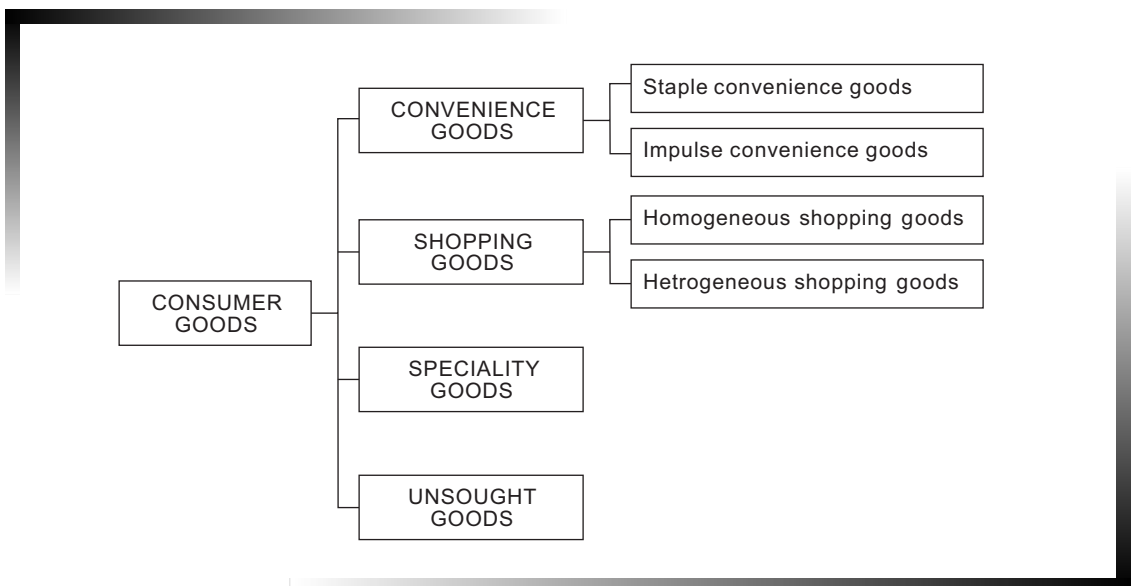 CONSUMER
GOODS
CONVENIENCE
GOODS
Staple convenience goods
Impulse convenience goods
SHOPPING
GOODS
Homogeneous shopping goods
Hetrogeneous shopping goods
SPECIALITY
GOODS
UNSOUGHT
GOODS